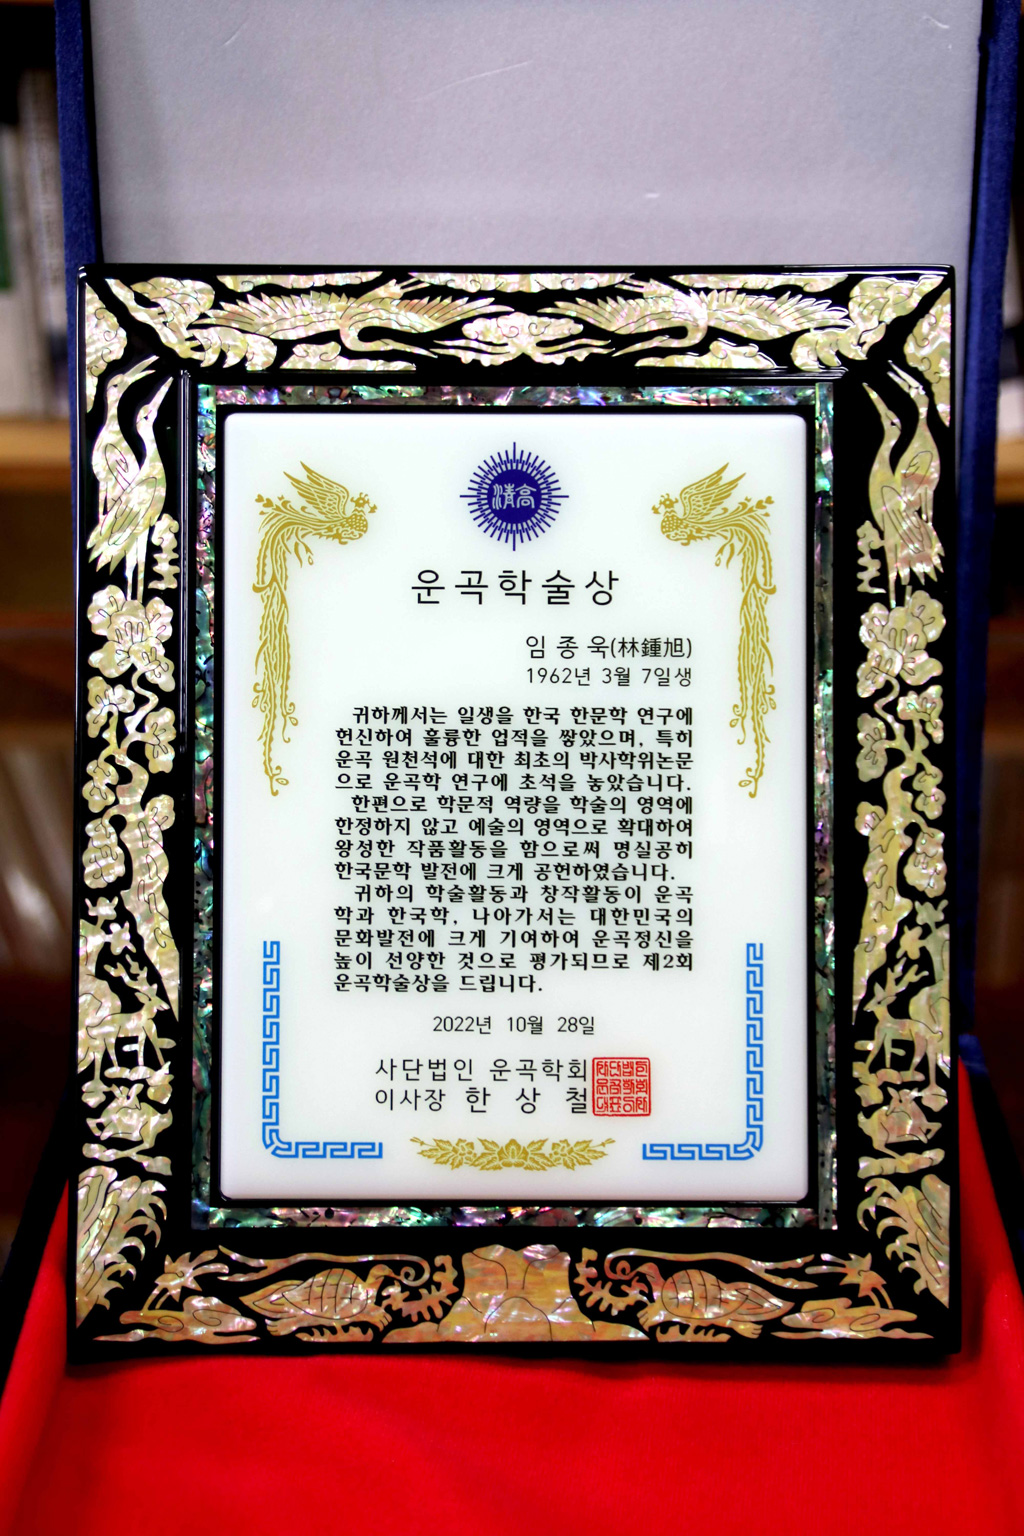 清高
운곡학술상
임 종 욱(林鍾旭)
1962년 3월 7일생
귀하께서는 일생을 한국 한문학 연구에
헌신하여 훌륭한 업적을 쌓았으며, 특히
운곡 원천석에 대한 최초의 박사학위논문
으로 운곡학 연구에 초석을 놓았습니다.
한편으로 학문적 역량을 학술의 영역에
한정하지 않고 예술의 영역으로 확대하여
왕성한 작품활동을 함으로써 명실공히
한국문학 발전에 크게 공헌하였습니다.
귀하의 학술활동과 창작활동이 운곡
학과 한국학, 나아가서는 대한민국의
문화발전에 크게 기여하여 운곡정신을
높이 선양한 것으로 평가되므로 제2회
운곡학술상을 드립니다.
2022년 10월 28일
사단법인 운곡학회
이사장 한 상 철